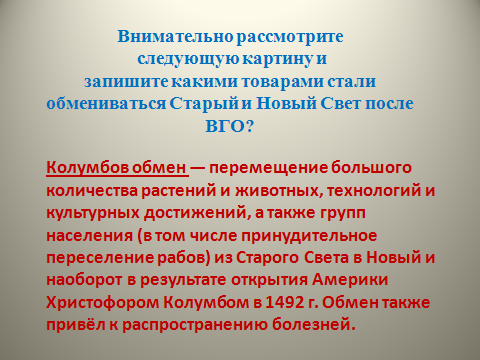 Внимательно рассмотрите
следующую картину и
запишите какими товарами стали
обмениваться Старый и Новый Свет после
ВГО?
Колумбов обмен — перемещение большого
количества растений и животных, технологий и
культурных достижений, а также групп
населения (в том числе принудительное
переселение рабов) из Старого Света в Новый и
наоборот в результате открытия Америки
Христофором Колумбом в 1492 г. Обмен также
привёл к распространению болезней.